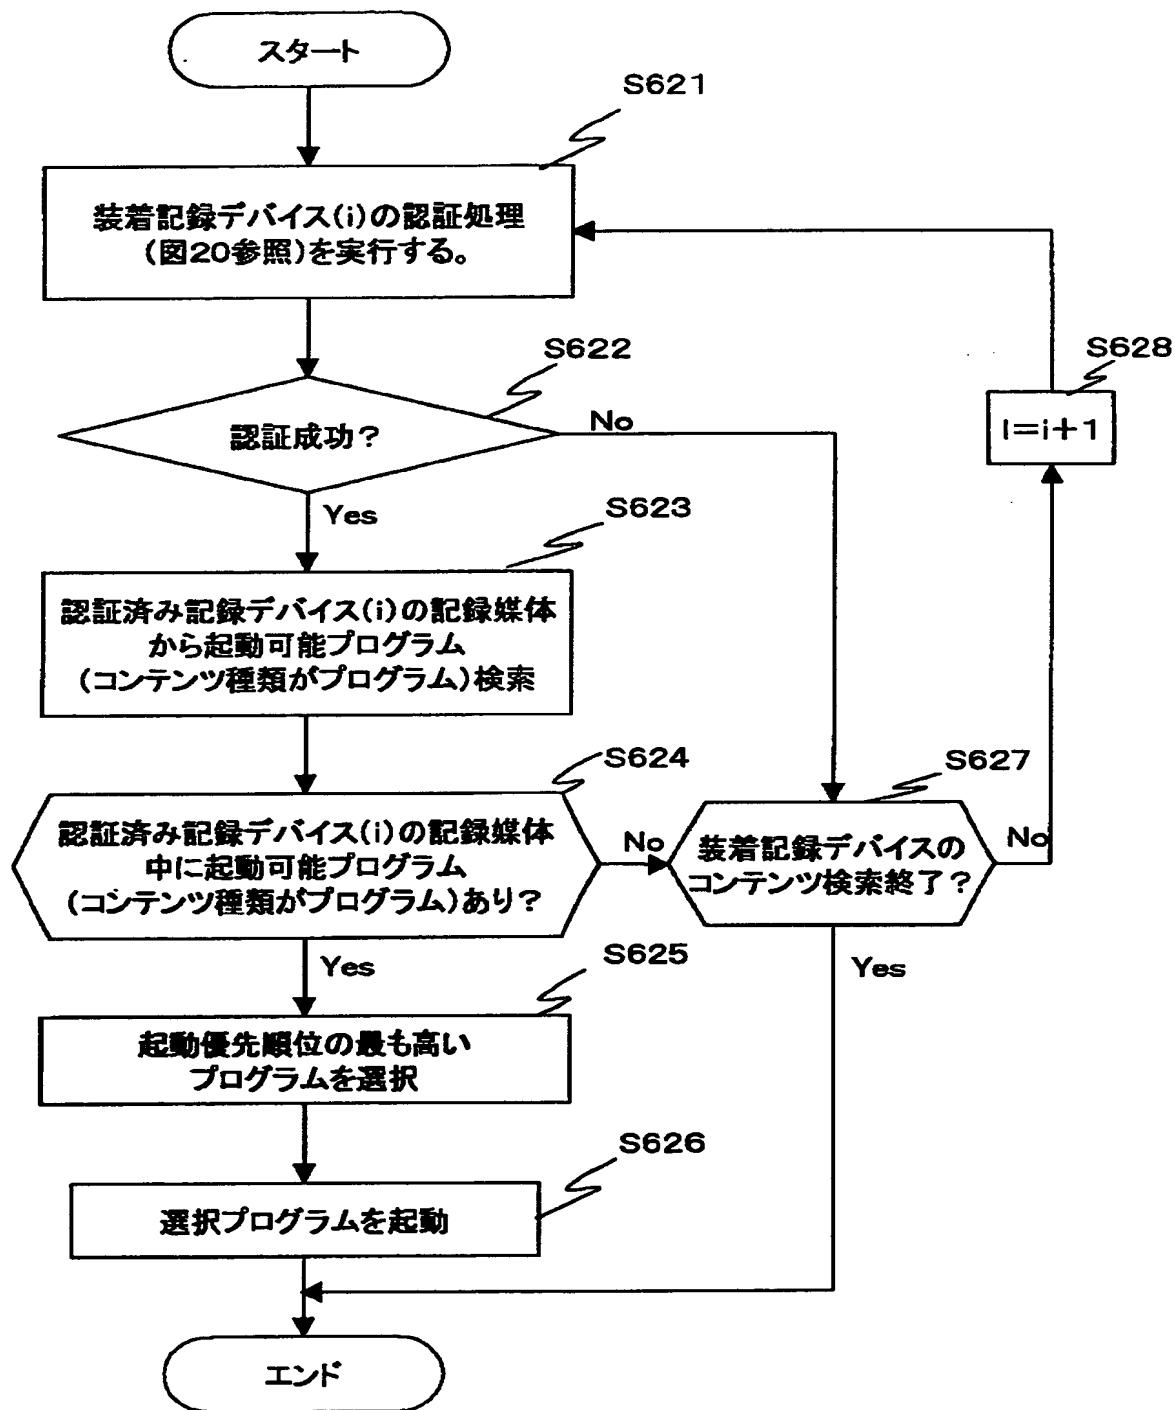 スタート
S621
装着記録デバイス(i)の認証処理
(図20参照)を実行する。
S622
認証成功？
No
Yes
S628
I＝i＋1
S623
認証済み記録デバイス(i)の記録媒体
から起動可能プログラム
(コンテンツ種類がプログラム)検索
S624
認証済み記録デバイス(i)の記録媒体
中に起動可能プログラム
(コンテンツ種類がプログラム)あり？
No
Yes
S627
装着記録デバイスの
コンテンツ検索終了？
No
Yes
S625
起動優先順位の最も高い
プログラムを選択
S626
選択プログラムを起動
エンド